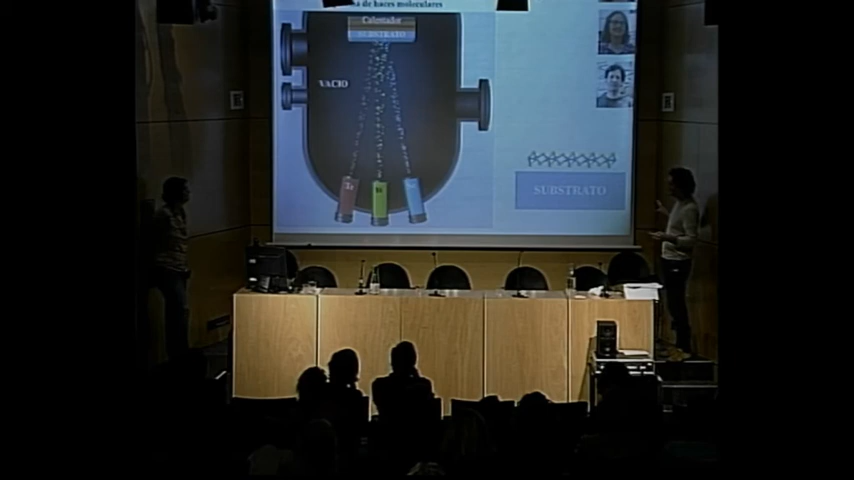 de haces moleculares
Calentador
SUBSTRATO
VACIO
SUBSTRATO